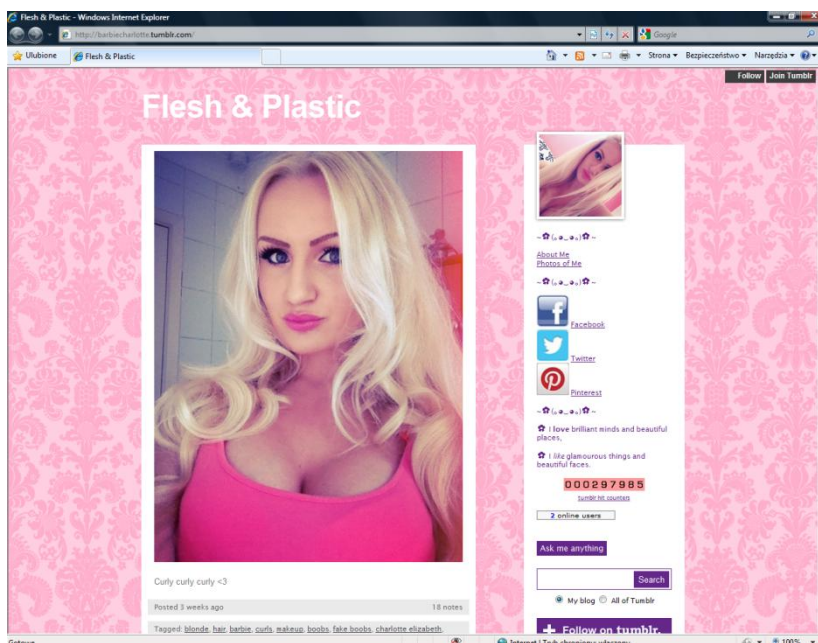 Flesh & Plastic - Windows Internet Explorer
http://barbiecharlotte.tumblr.com/
Google
Ulubione
Flesh & Plastic
Strona
Bezpieczeństwo
Narzędzia
Follow
Join Tumblr
Flesh & Plastic
About Me
Photos of Me
Facebook
Twitter
Pinterest
I love brilliant minds and beautiful
places,
I like glamourous things and
beautiful faces.
000297985
tumblr hit counters
2 online users
Ask me anything
Search
My blog
All of Tumblr
+ Follow on tumblr.
Curly curly curly <3
Posted 3 weeks ago
18 notes
Tagged: blonde, hair, barbie, curls, makeup, boobs, fake boobs, charlotte elizabeth,
100%